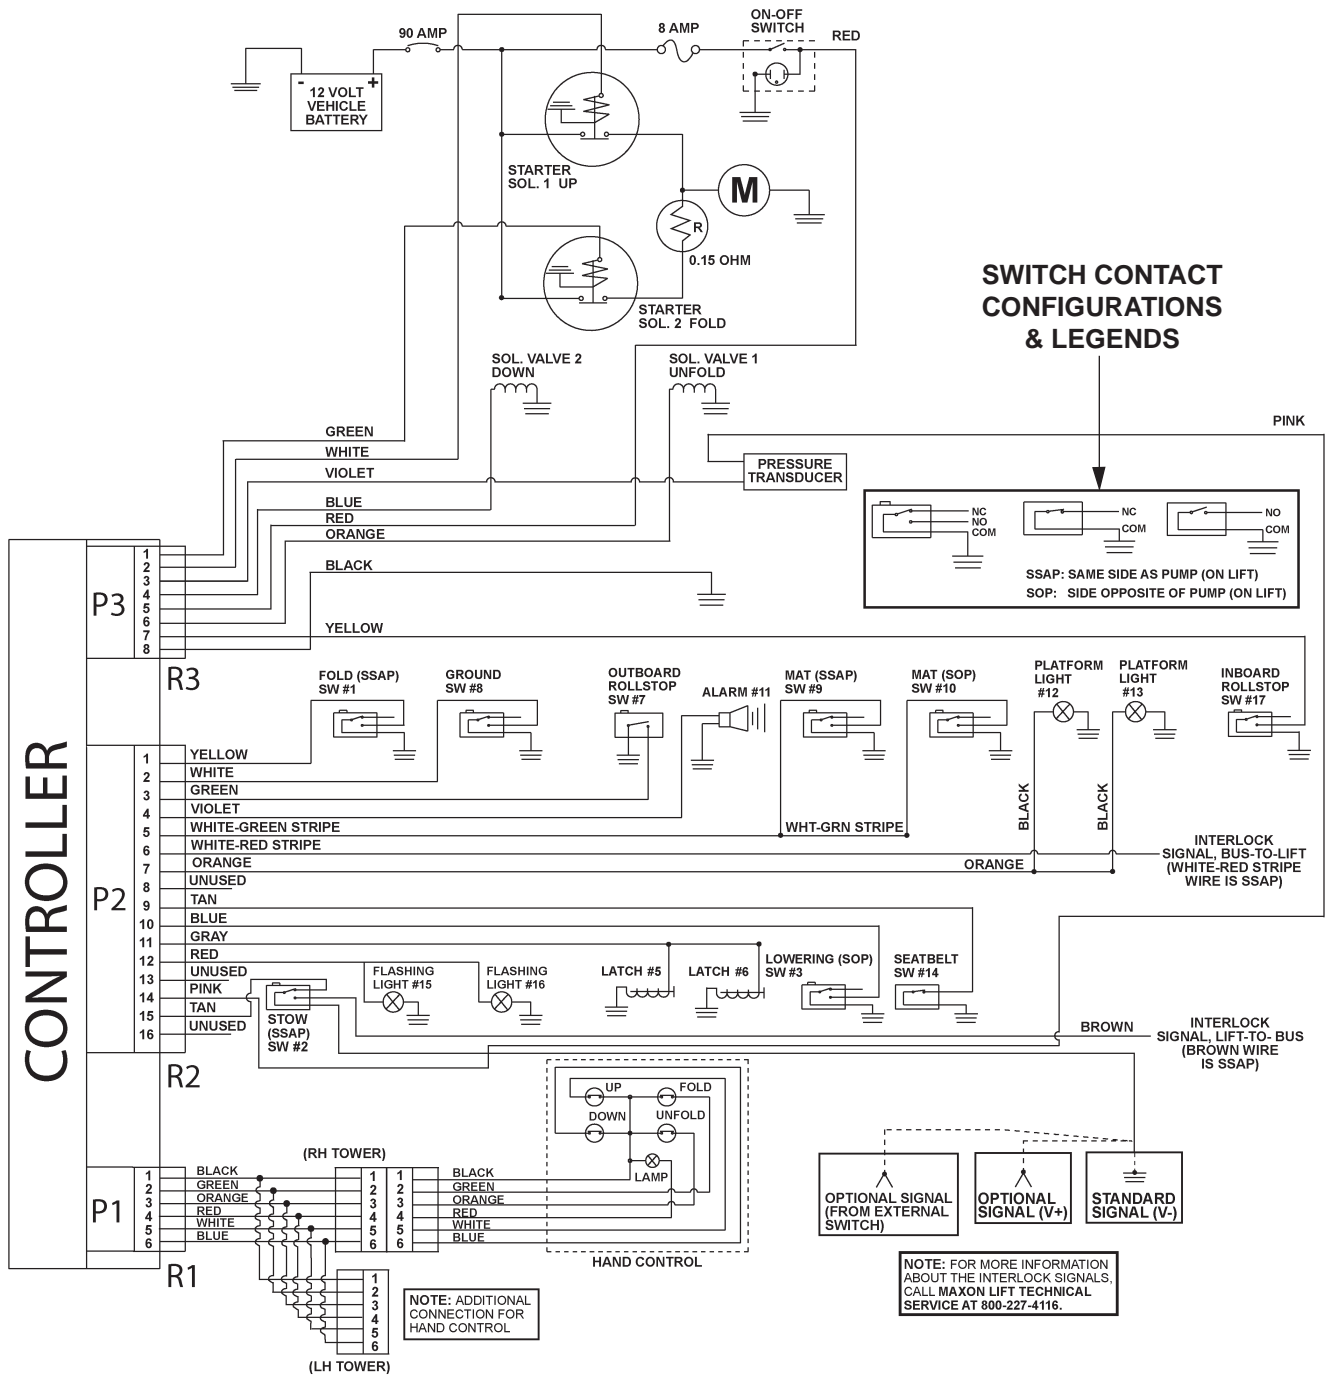 90 AMP
8 AMP
ON-OFF
SWITCH
RED
- +
12 VOLT
VEHICLE
BATTERY
STARTER
SOL. 1 UP
M
R
0.15 OHM
STARTER
SOL. 2 FOLD
SWITCH CONTACT
CONFIGURATIONS
& LEGENDS
SOL. VALVE 2
DOWN
SOL. VALVE 1
UNFOLD
PINK
GREEN
WHITE
VIOLET
BLUE
RED
ORANGE
BLACK
YELLOW
PRESSURE
TRANSDUCER
NC
NO
COM
NC
COM
NO
COM
SSAP: SAME SIDE AS PUMP (ON LIFT)
SOP: SIDE OPPOSITE OF PUMP (ON LIFT)
CONTROLLER
P3
1
2
3
4
5
6
7
8
R3
FOLD (SSAP)
SW #1
GROUND
SW #8
OUTBOARD
ROLLSTOP
SW #7
ALARM #11
MAT (SSAP)
SW #9
MAT (SOP)
SW #10
PLATFORM
LIGHT
#12
PLATFORM
LIGHT
#13
INBOARD
ROLLSTOP
SW #17
P2
1
2
3
4
5
6
7
8
9
10
11
12
13
14
15
16
YELLOW
WHITE
GREEN
VIOLET
WHITE-GREEN STRIPE
WHITE-RED STRIPE
ORANGE
UNUSED
TAN
BLUE
GRAY
RED
UNUSED
PINK
TAN
UNUSED
WHT-GRN STRIPE
BLACK
BLACK
ORANGE
INTERLOCK
SIGNAL, BUS-TO-LIFT
(WHITE-RED STRIPE
WIRE IS SSAP)
STOW
(SSAP)
SW #2
FLASHING
LIGHT #15
FLASHING
LIGHT #16
LATCH #5
LATCH #6
LOWERING (SOP)
SW #3
SEATBELT
SW #14
BROWN
INTERLOCK
SIGNAL, LIFT-TO- BUS
(BROWN WIRE
IS SSAP)
R2
UP
FOLD
DOWN
UNFOLD
LAMP
HAND CONTROL
P1
1
2
3
4
5
6
R1
BLACK
GREEN
ORANGE
RED
WHITE
BLUE
(RH TOWER)
1 1
2 2
3 3
4 4
5 5
6 6
BLACK
GREEN
ORANGE
RED
WHITE
BLUE
1
2
3
4
5
6
(LH TOWER)
NOTE: ADDITIONAL
CONNECTION FOR
HAND CONTROL
OPTIONAL SIGNAL
(FROM EXTERNAL
SWITCH)
OPTIONAL
SIGNAL (V+)
STANDARD
SIGNAL (V-)
NOTE: FOR MORE INFORMATION
ABOUT THE INTERLOCK SIGNALS,
CALL MAXON LIFT TECHNICAL
SERVICE AT 800-227-4116.